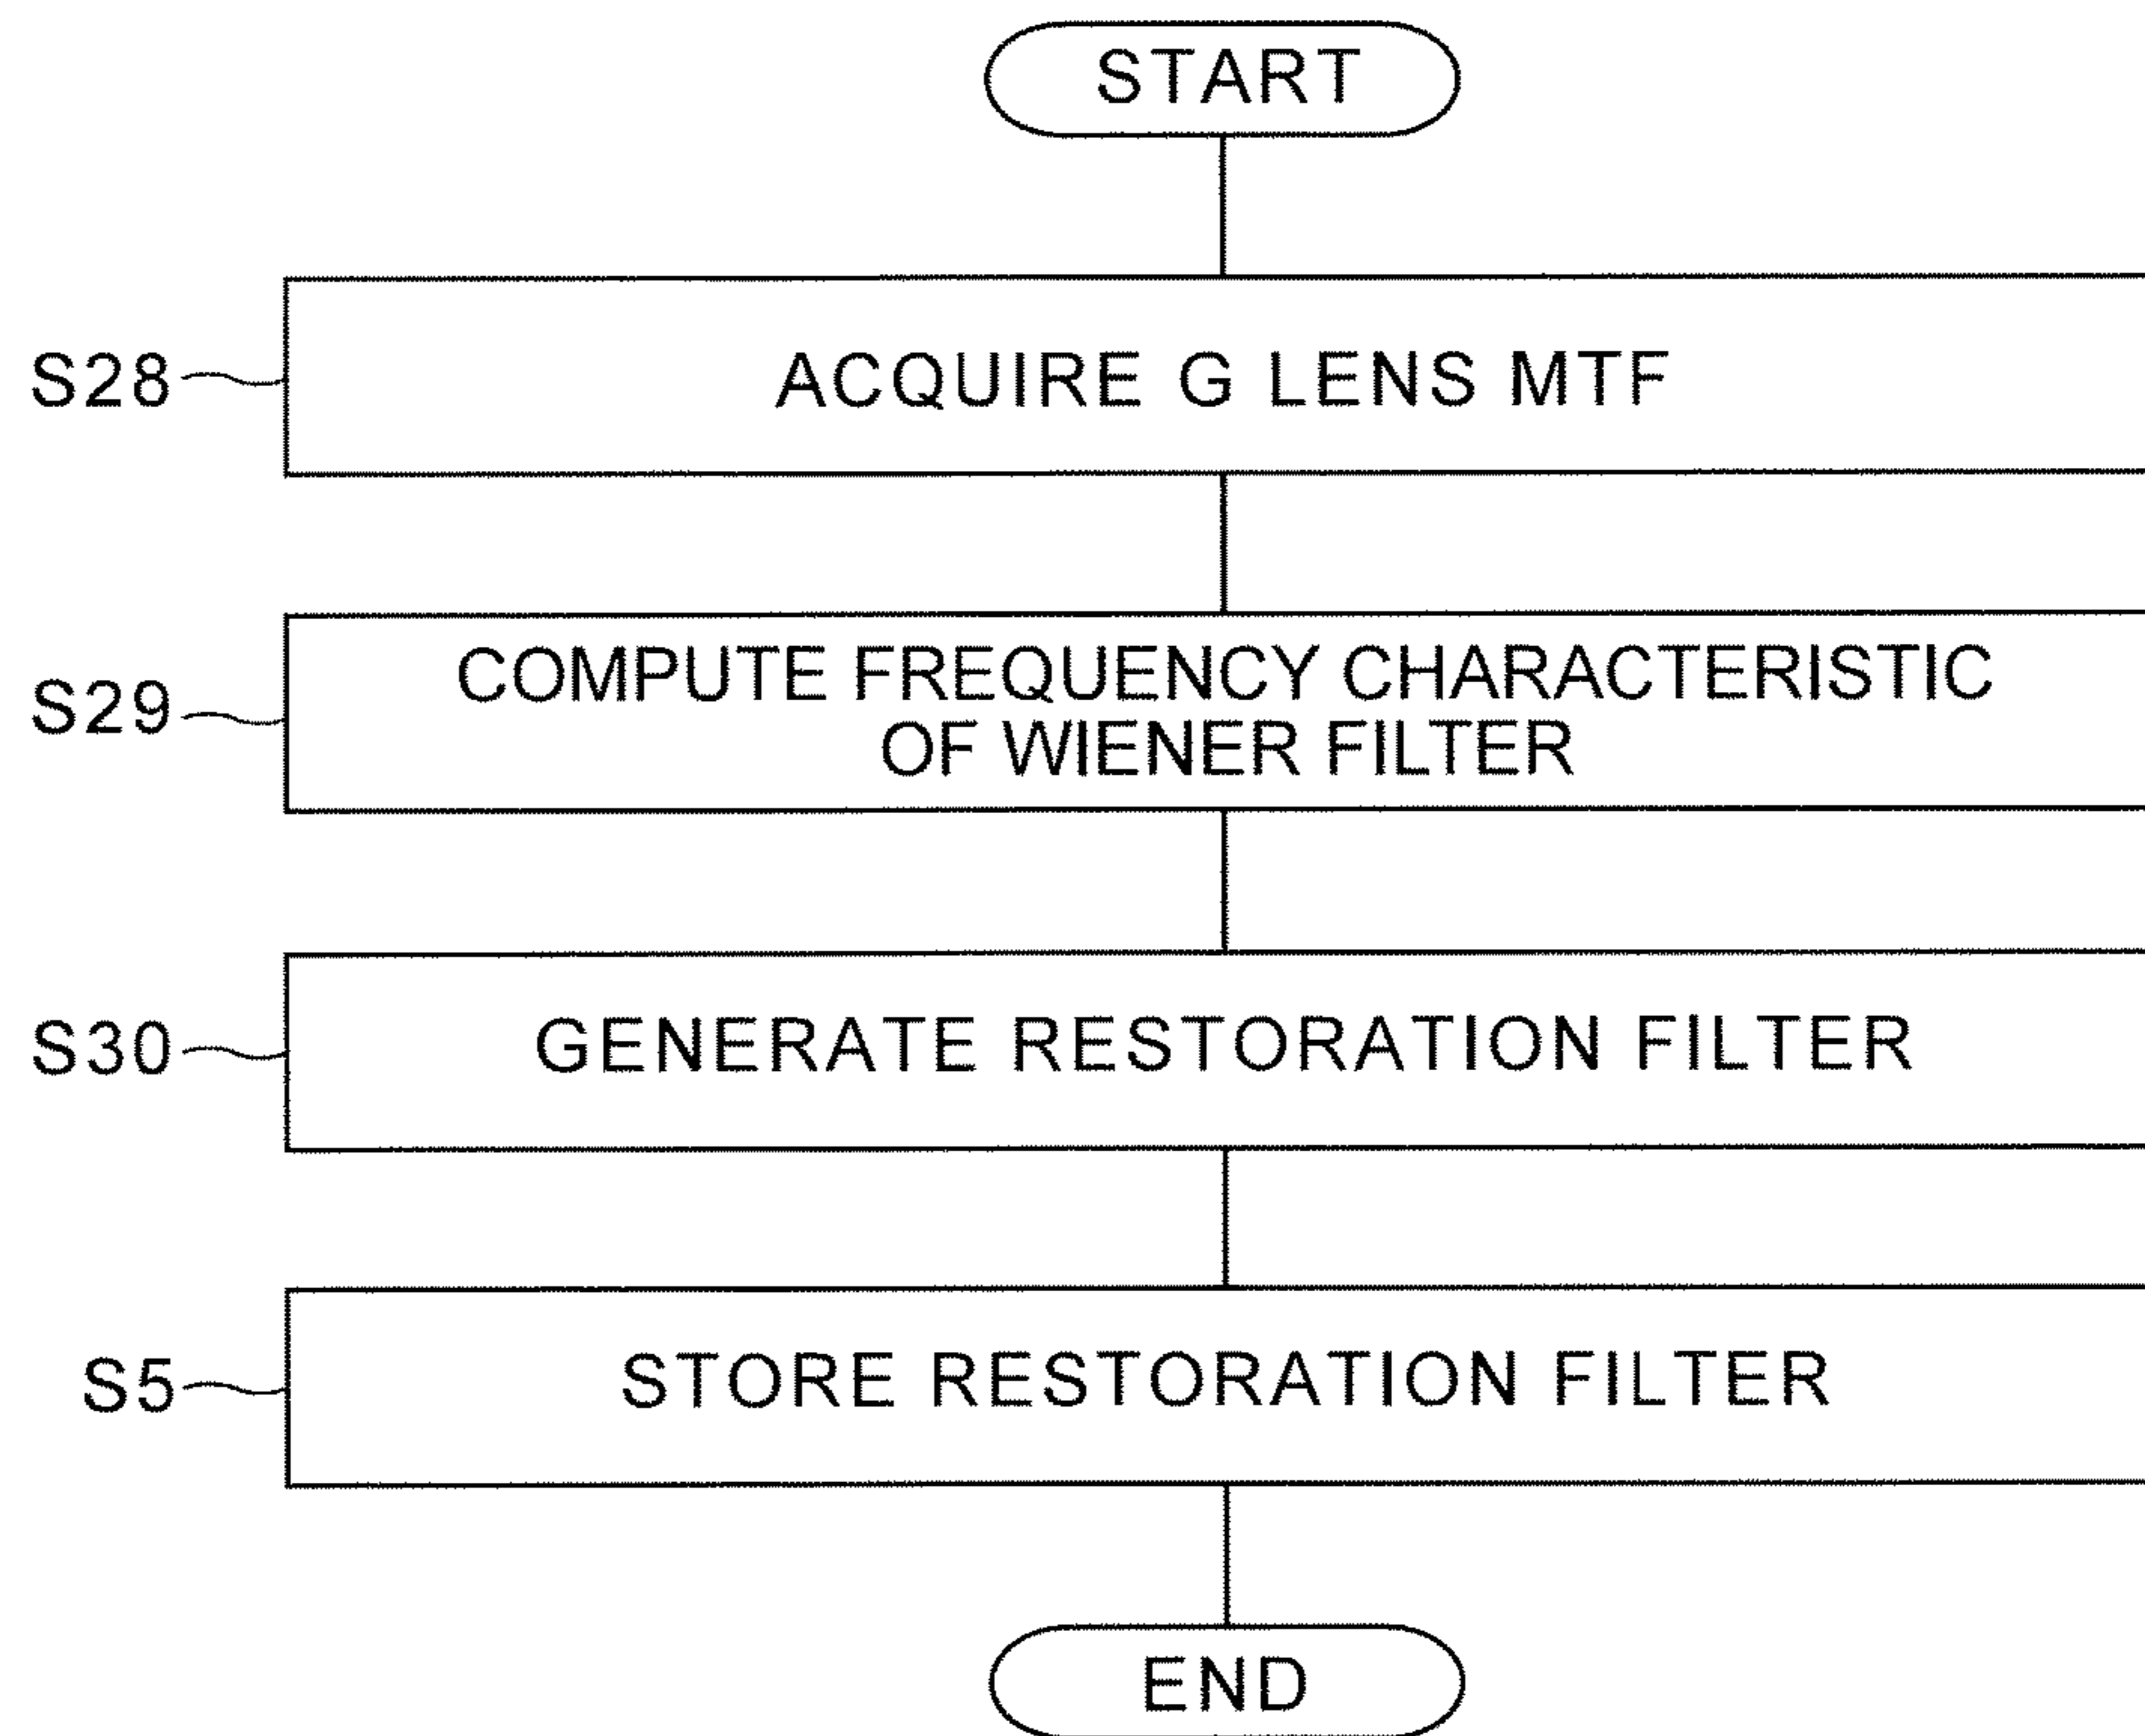 START
S28
ACQUIRE G LENS MTF
S29
COMPUTE FREQUENCY CHARACTERISTIC
OF WIENER FILTER
S30
GENERATE RESTORATION FILTER
S5
STORE RESTORATION FILTER
END